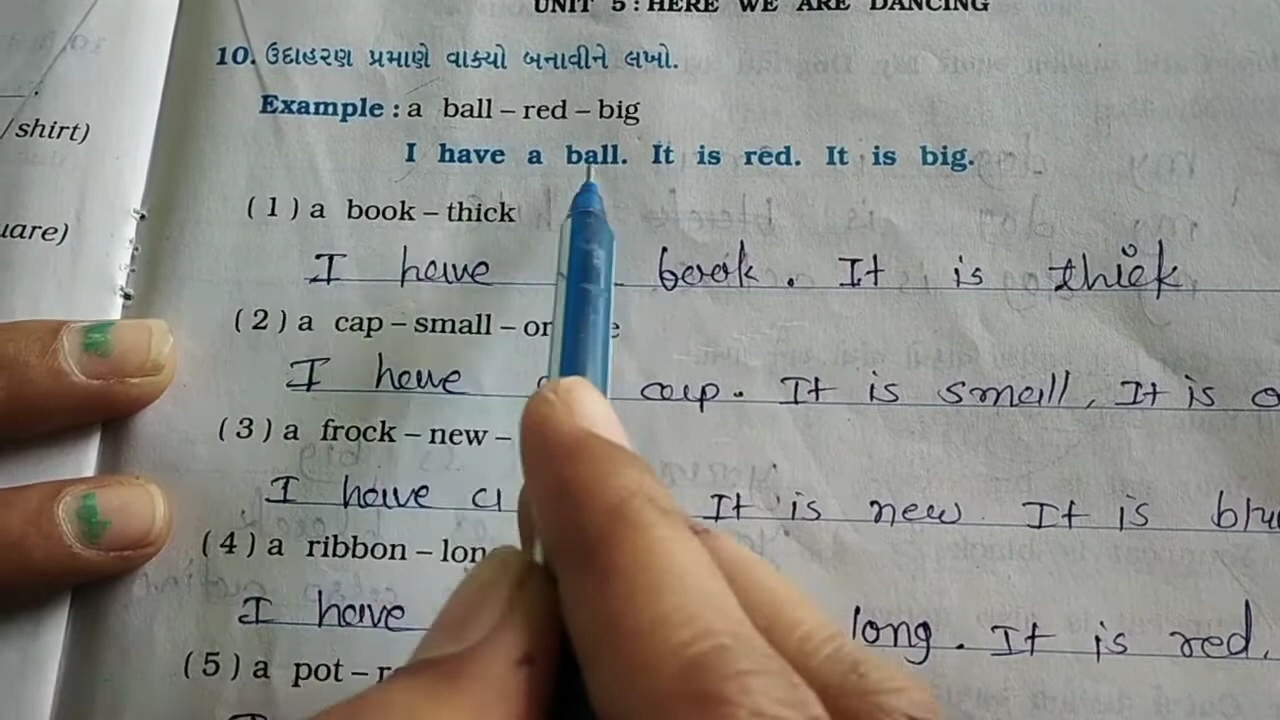 UNIT 5 : HERE WE ARE DANCING
/shirt)
uare)
10. ઉદાહરણ પ્રમાણે વાક્યો બનાવીને લખો.
Example : a ball – red – big
I have a ball. It is red. It is big.
(1) a book – thick
I have book. It is thick
(2) a cap – small – or e
I have cap. It is small, It is
(3) a frock – new –
I have a It is new It is blu
(4) a ribbon – lon
I have long. It is red.
(5) a pot – r
I